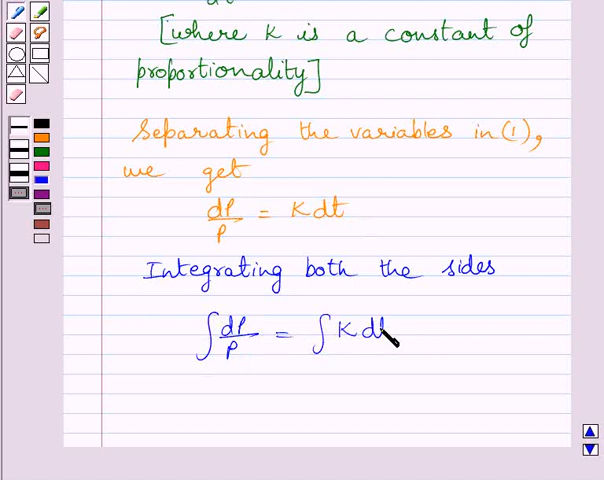 [where K is a constant of
proportionality]
Separating the variables in (1),
we get
dP/P = K dt
Integrating both the sides
∫ dP/P = ∫ K dt